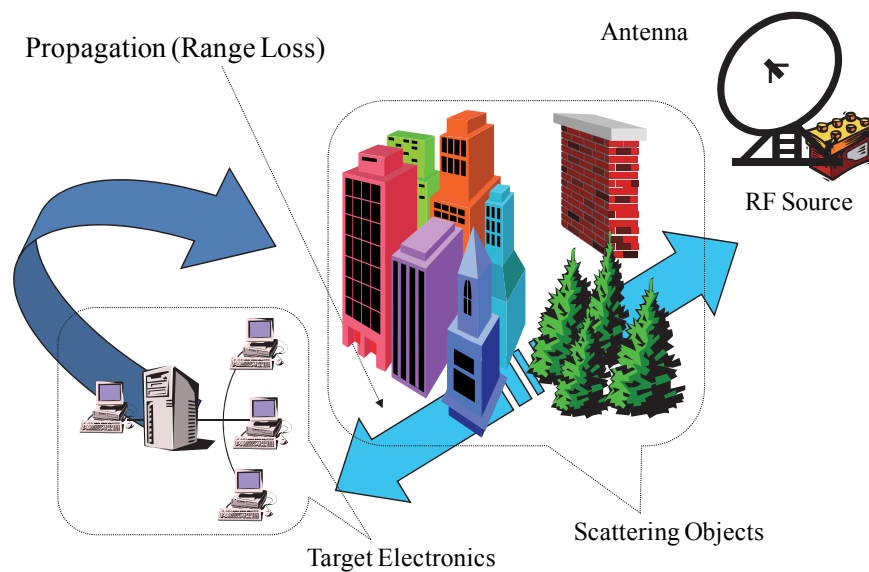 Propagation (Range Loss)
Antenna
RF Source
Scattering Objects
Target Electronics